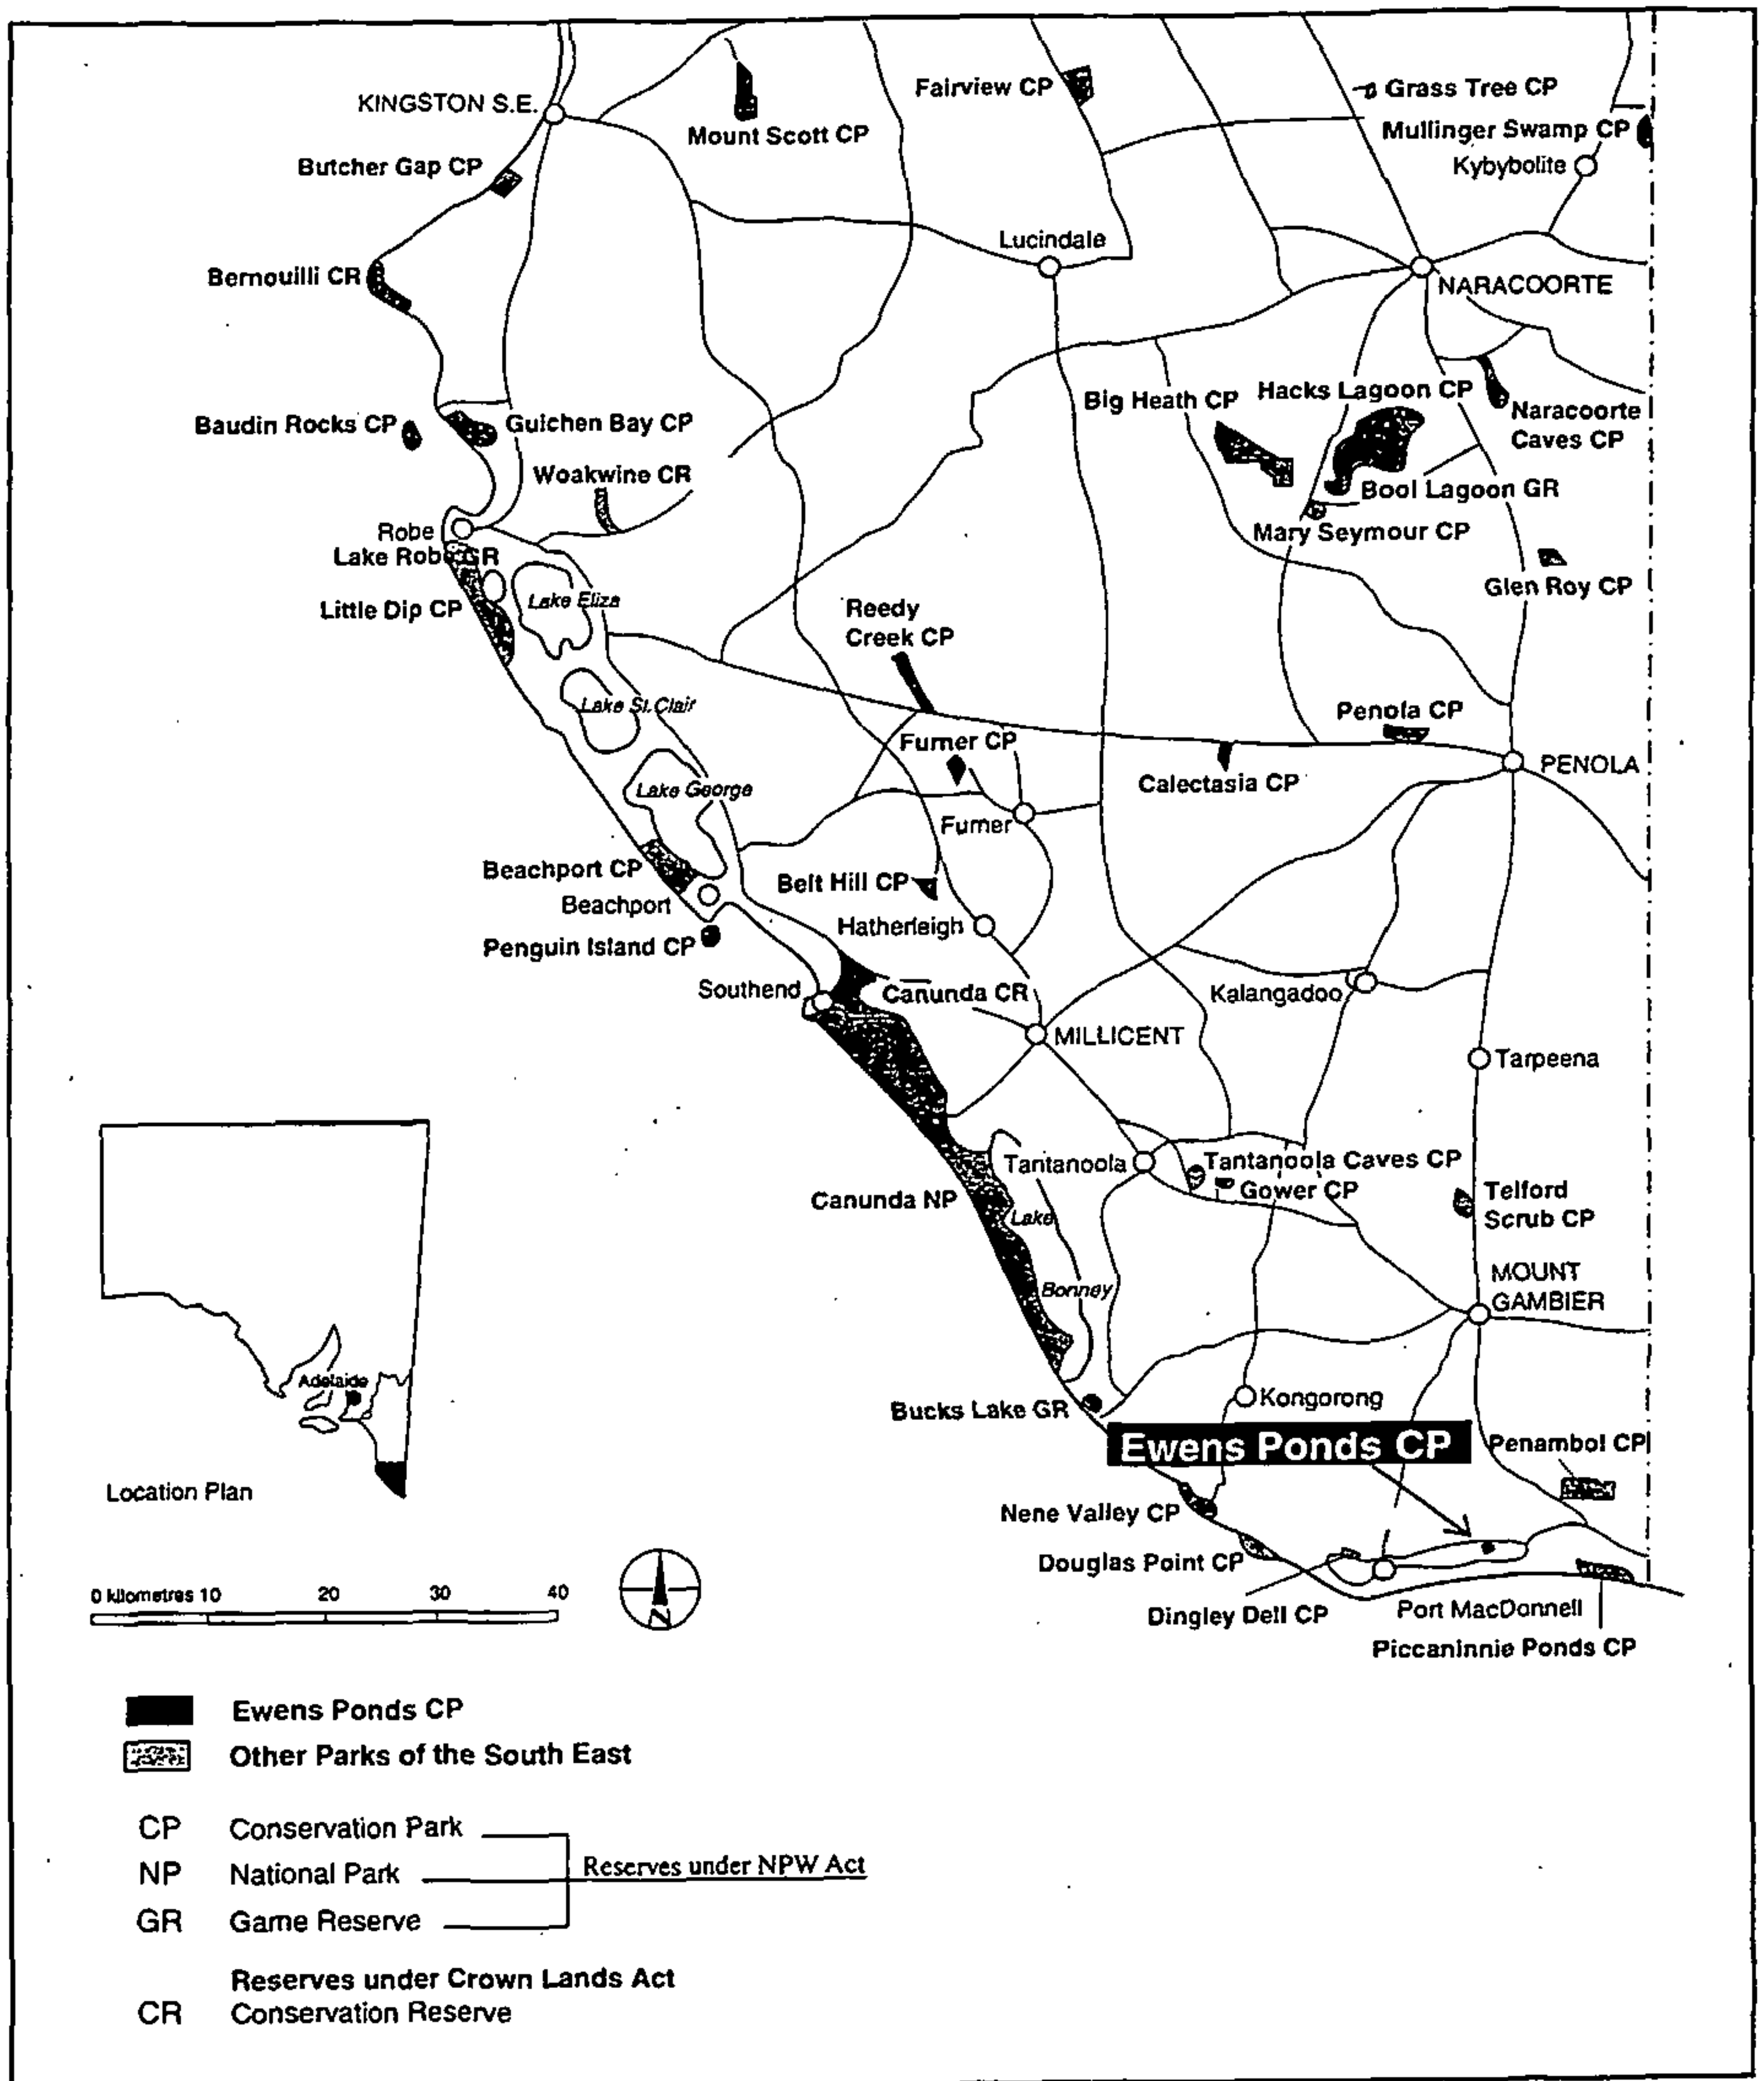 Fairview CP
Grass Tree CP
KINGSTON S.E.
Mount Scott CP
Mullinger Swamp CP
Kybybolite
Butcher Gap CP
Lucindale
Bernouilli CR
NARACOORTE
Big Heath CP
Hacks Lagoon CP
Naracoorte
Caves CP
Baudin Rocks CP
Guichen Bay CP
Woakwine CR
Bool Lagoon GR
Mary Seymour CP
Robe
Lake Robe GR
Glen Roy CP
Little Dip CP
Lake Eliza
Reedy
Creek CP
Lake St. Clair
Penola CP
Furner CP
PENOLA
Calectasia CP
Lake George
Furner
Beachport CP
Belt Hill CP
Beachport
Hatherleigh
Penguin Island CP
Southend
Canunda CR
Kalangadoo
MILLICENT
Tarpeena
Tantanoola
Tantanoola Caves CP
Gower CP
Canunda NP
Telford
Scrub CP
Lake
Bonney
MOUNT
GAMBIER
Adelaide
Location Plan
Bucks Lake GR
Kongorong
Ewens Ponds CP
Penambol CP
Nene Valley CP
Douglas Point CP
Dingley Dell CP
Port MacDonnell
Piccaninnie Ponds CP
0 kilometres 10 20 30 40
N
Ewens Ponds CP
Other Parks of the South East
CP Conservation Park
NP National Park
Reserves under NPW Act
GR Game Reserve
Reserves under Crown Lands Act
CR Conservation Reserve